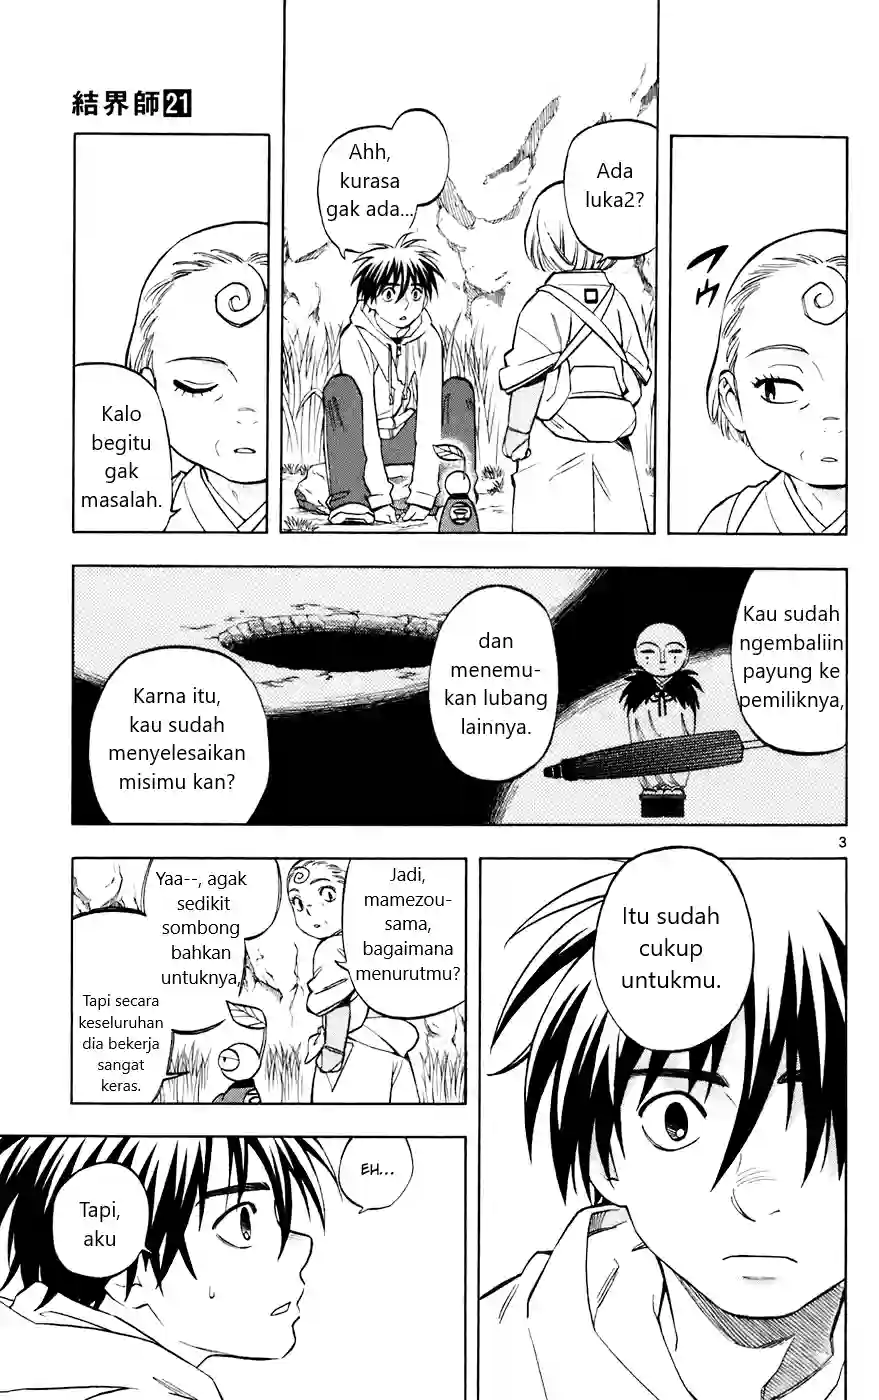 結界師21
Ada
luka2?
Ahh,
kurasa
gak ada...
ウッ
Kalo
begitu
gak
masalah.
Kau sudah
ngembaliin
payung ke
pemiliknya,
dan
menemu-
kan lubang
lainnya.
Karna itu,
kau sudah
menyelesaikan
misimu kan?
3
Itu sudah
cukup
untukmu.
Jadi,
mamezou-
sama,
bagaimana
menurutmu?
Yaa--, agak
sedikit
sombong
bahkan
untuknya,
Tapi secara
keseluruhan
dia bekerja
sangat
keras.
EH...
Tapi,
aku